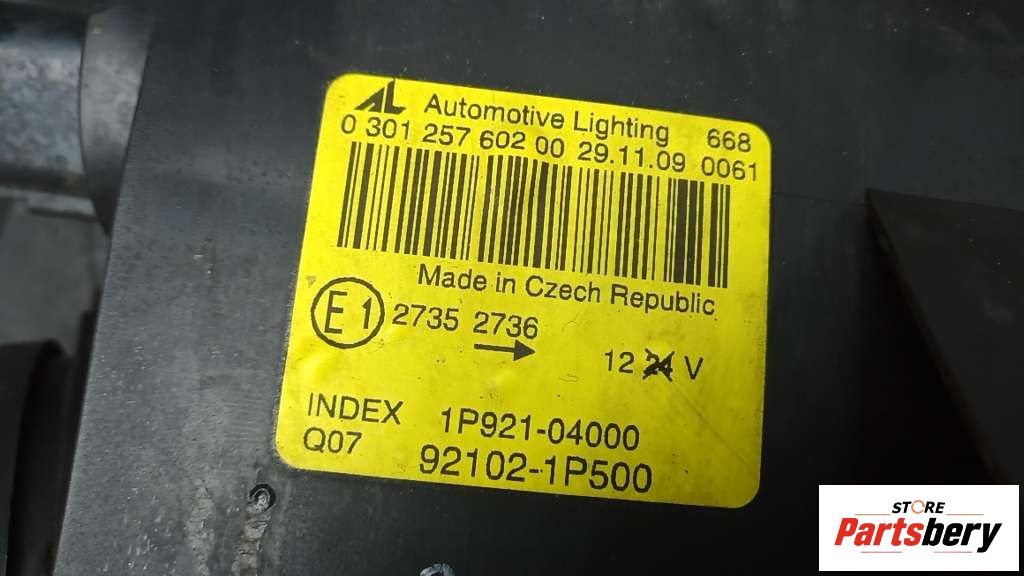 AL Automotive Lighting 668
0 301 257 602 00 29.11.09 0061
Made in Czech Republic
E1 2735 2736
12 24 V
INDEX 1P921-04000
Q07 92102-1P500
2
STORE
Partsbery